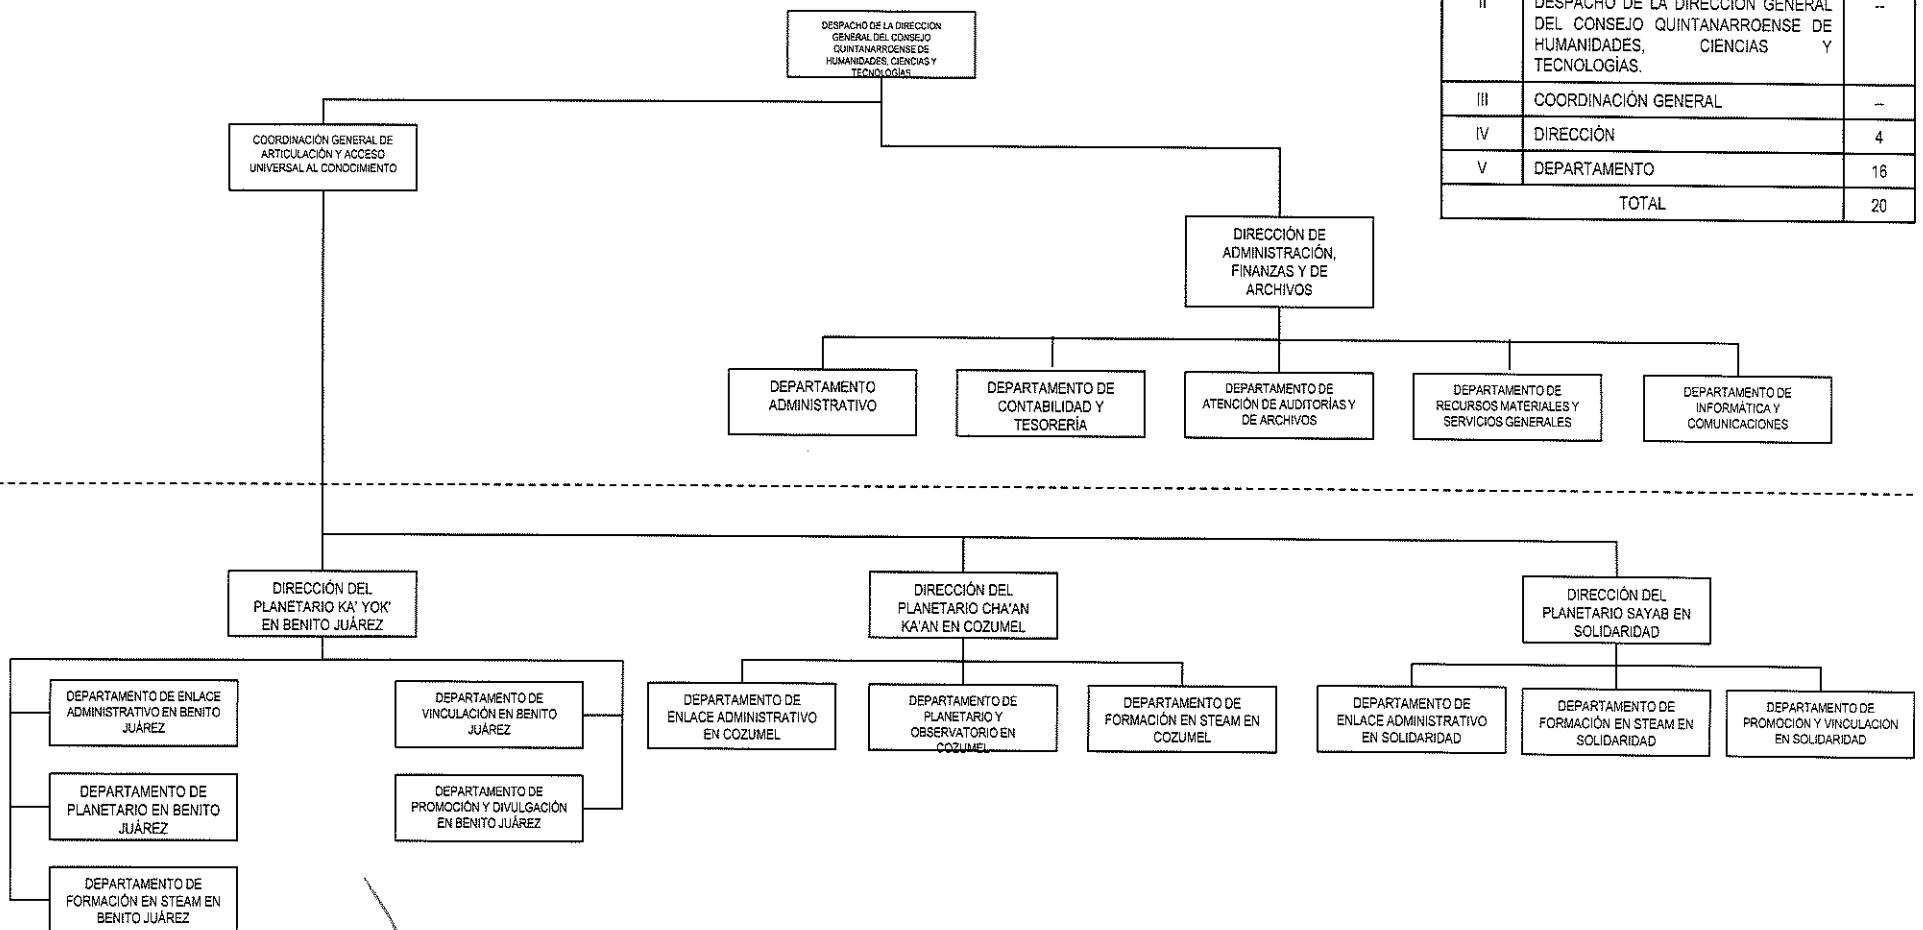 DESPACHO DE LA DIRECCIÓN
GENERAL DEL CONSEJO
QUINTANARROENSE DE
HUMANIDADES, CIENCIAS Y
TECNOLOGÍAS
II
DESPACHO DE LA DIRECCIÓN GENERAL
DEL CONSEJO QUINTANARROENSE DE
HUMANIDADES, CIENCIAS Y
TECNOLOGÍAS.
--
III COORDINACIÓN GENERAL --
IV DIRECCIÓN 4
V DEPARTAMENTO 16
TOTAL 20
COORDINACIÓN GENERAL DE
ARTICULACIÓN Y ACCESO
UNIVERSAL AL CONOCIMIENTO
DIRECCIÓN DE
ADMINISTRACIÓN,
FINANZAS Y DE
ARCHIVOS
DEPARTAMENTO
ADMINISTRATIVO
DEPARTAMENTO DE
CONTABILIDAD Y
TESORERÍA
DEPARTAMENTO DE
ATENCIÓN DE AUDITORÍAS Y
DE ARCHIVOS
DEPARTAMENTO DE
RECURSOS MATERIALES Y
SERVICIOS GENERALES
DEPARTAMENTO DE
INFORMÁTICA Y
COMUNICACIONES
DIRECCIÓN DEL
PLANETARIO KA' YOK'
EN BENITO JUÁREZ
DIRECCIÓN DEL
PLANETARIO CHA'AN
KA'AN EN COZUMEL
DIRECCIÓN DEL
PLANETARIO SAYAB EN
SOLIDARIDAD
DEPARTAMENTO DE ENLACE
ADMINISTRATIVO EN BENITO
JUÁREZ
DEPARTAMENTO DE
VINCULACIÓN EN BENITO
JUÁREZ
DEPARTAMENTO DE
PLANETARIO EN BENITO
JUÁREZ
DEPARTAMENTO DE
PROMOCIÓN Y DIVULGACIÓN
EN BENITO JUÁREZ
DEPARTAMENTO DE
FORMACIÓN EN STEAM EN
BENITO JUÁREZ
DEPARTAMENTO DE
ENLACE ADMINISTRATIVO
EN COZUMEL
DEPARTAMENTO DE
PLANETARIO Y
OBSERVATORIO EN
COZUMEL
DEPARTAMENTO DE
FORMACIÓN EN STEAM EN
COZUMEL
DEPARTAMENTO DE
ENLACE ADMINISTRATIVO
EN SOLIDARIDAD
DEPARTAMENTO DE
FORMACIÓN EN STEAM EN
SOLIDARIDAD
DEPARTAMENTO DE
PROMOCION Y VINCULACION
EN SOLIDARIDAD